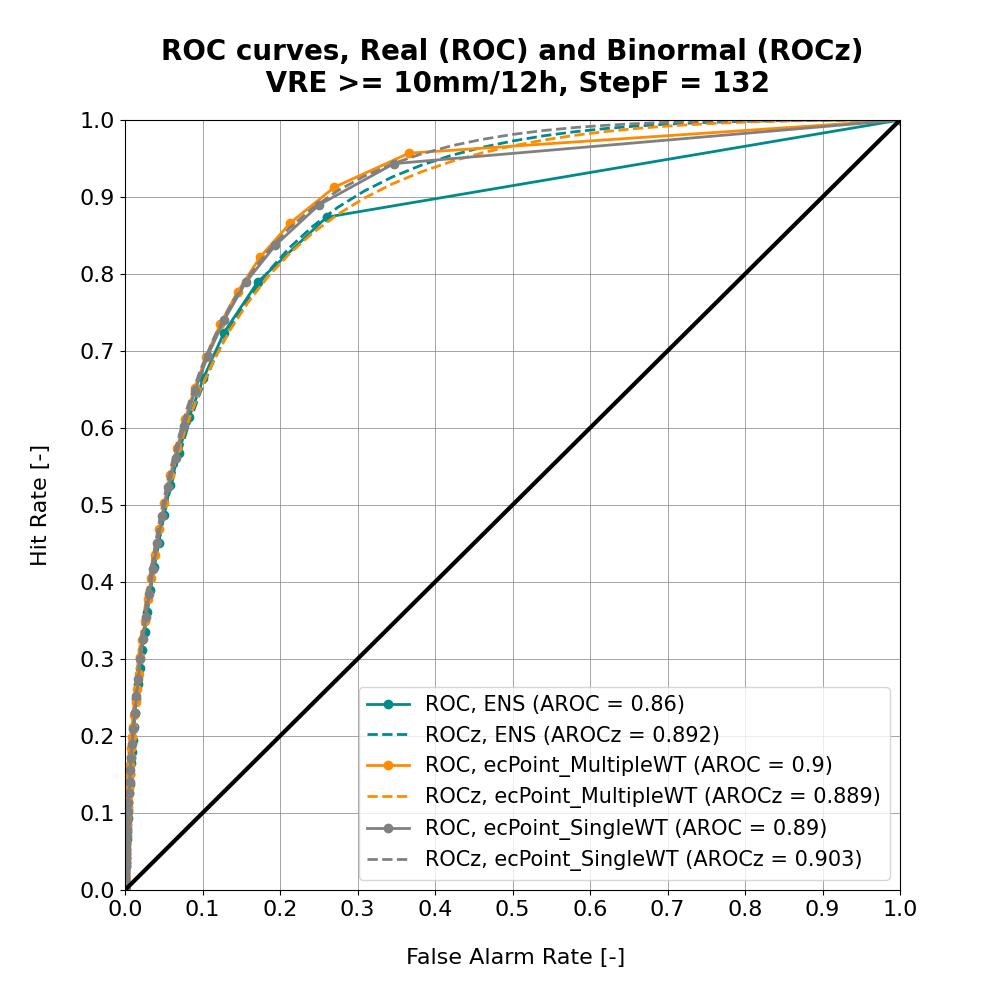 ROC curves, Real (ROC) and Binormal (ROCz)
VRE >= 10mm/12h, StepF = 132
1.0
0.9
0.8
0.7
0.6
0.5
0.4
0.3
0.2
0.1
0.0
Hit Rate [-]
ROC, ENS (AROC = 0.86)
ROCz, ENS (AROCz = 0.892)
ROC, ecPoint_MultipleWT (AROC = 0.9)
ROCz, ecPoint_MultipleWT (AROCz = 0.889)
ROC, ecPoint_SingleWT (AROC = 0.89)
ROCz, ecPoint_SingleWT (AROCz = 0.903)
0.0 0.1 0.2 0.3 0.4 0.5 0.6 0.7 0.8 0.9 1.0
False Alarm Rate [-]